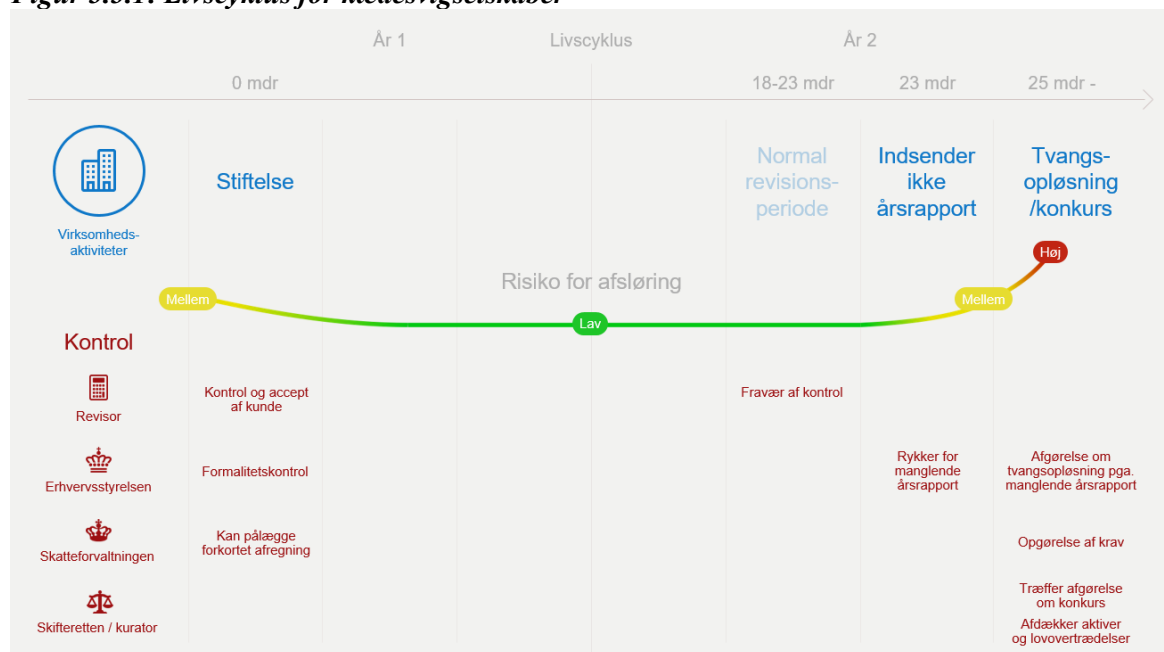 År 1 Livscyklus År 2
0 mdr 18-23 mdr 23 mdr 25 mdr -
Virksomheds-
aktiviteter
Stiftelse
Normal
revisions-
periode
Indsender
ikke
årsrapport
Tvangs-
opløsning
/konkurs
Risiko for afsløring
Mellem
Lav
Mellem
Høj
Kontrol
Revisor
Kontrol og accept
af kunde
Fravær af kontrol
Erhvervsstyrelsen
Formalitetskontrol
Rykker for
manglende
årsrapport
Afgørelse om
tvangsopløsning pga.
manglende årsrapport
Skatteforvaltningen
Kan pålægge
forkortet afregning
Opgørelse af krav
Skifteretten / kurator
Træffer afgørelse
om konkurs
Afdækker aktiver
og lovovertrædelser